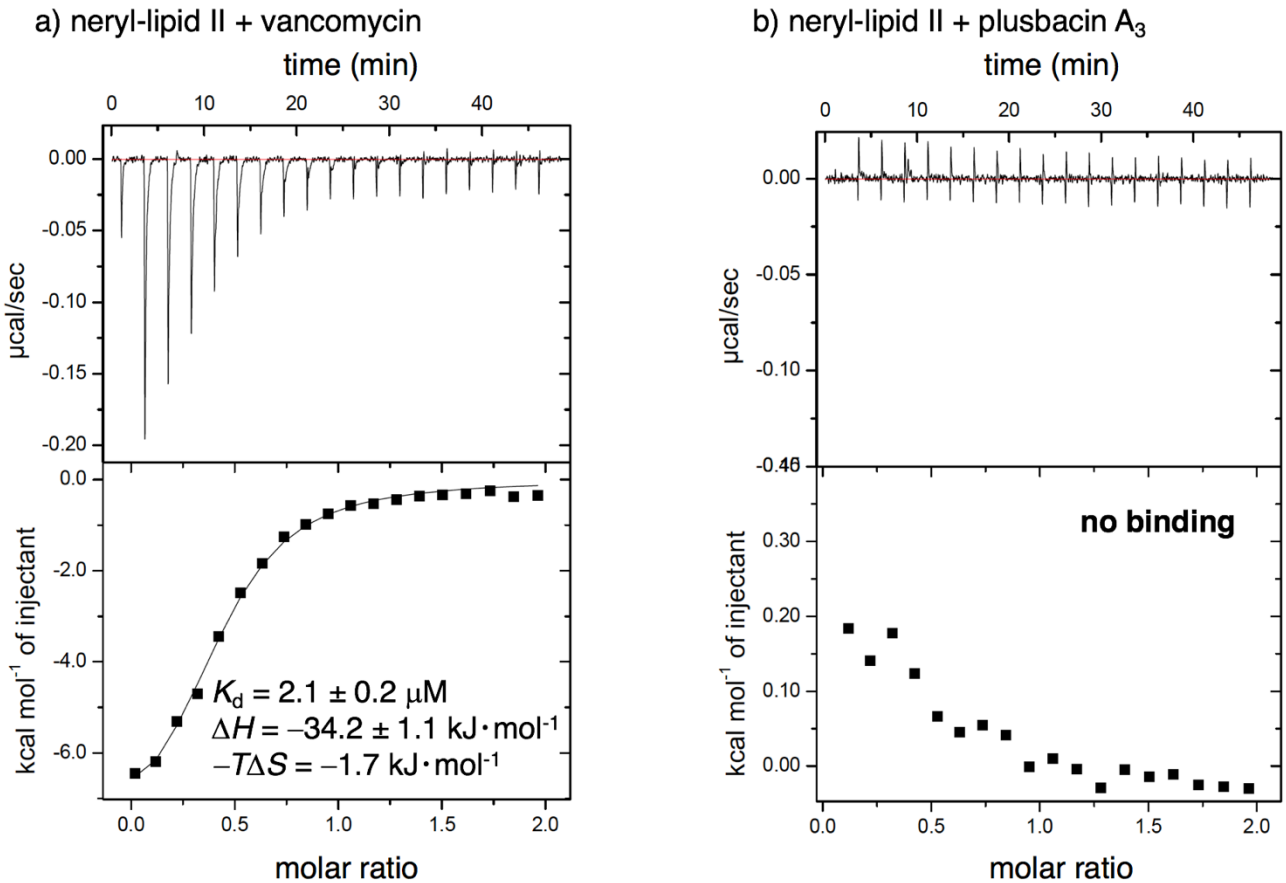 a) neryl-lipid II + vancomycin
time (min)
0 10 20 30 40
0.00
-0.05
-0.10
-0.15
-0.20
µcal/sec
0.0
-2.0
-4.0
-6.0
kcal mol⁻¹ of injectant
Kd = 2.1 ± 0.2 µM
ΔH = −34.2 ± 1.1 kJ·mol⁻¹
−TΔS = −1.7 kJ·mol⁻¹
0.0 0.5 1.0 1.5 2.0
molar ratio
b) neryl-lipid II + plusbacin A₃
time (min)
0 10 20 30 40
0.00
-0.05
-0.10
µcal/sec
no binding
0.30
0.20
0.10
0.00
kcal mol⁻¹ of injectant
0.0 0.5 1.0 1.5 2.0
molar ratio